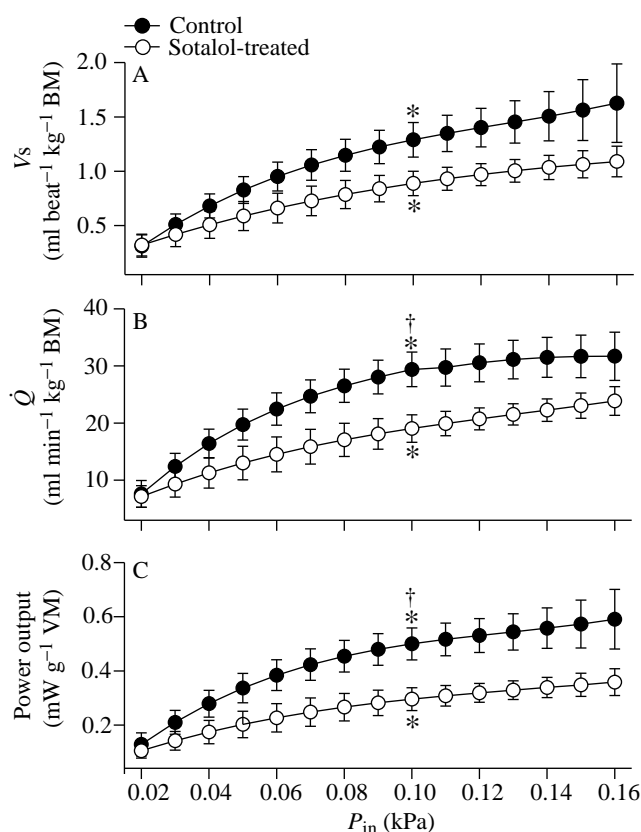 Control
Sotalol-treated
A
2.0
1.5
1.0
0.5
Vs
(ml beat⁻¹ kg⁻¹ BM)
*
*
B
40
30
20
10
Q̇
(ml min⁻¹ kg⁻¹ BM)
†
*
*
C
0.8
0.6
0.4
0.2
Power output
(mW g⁻¹ VM)
†
*
*
0.02 0.04 0.06 0.08 0.10 0.12 0.14 0.16
Pin (kPa)